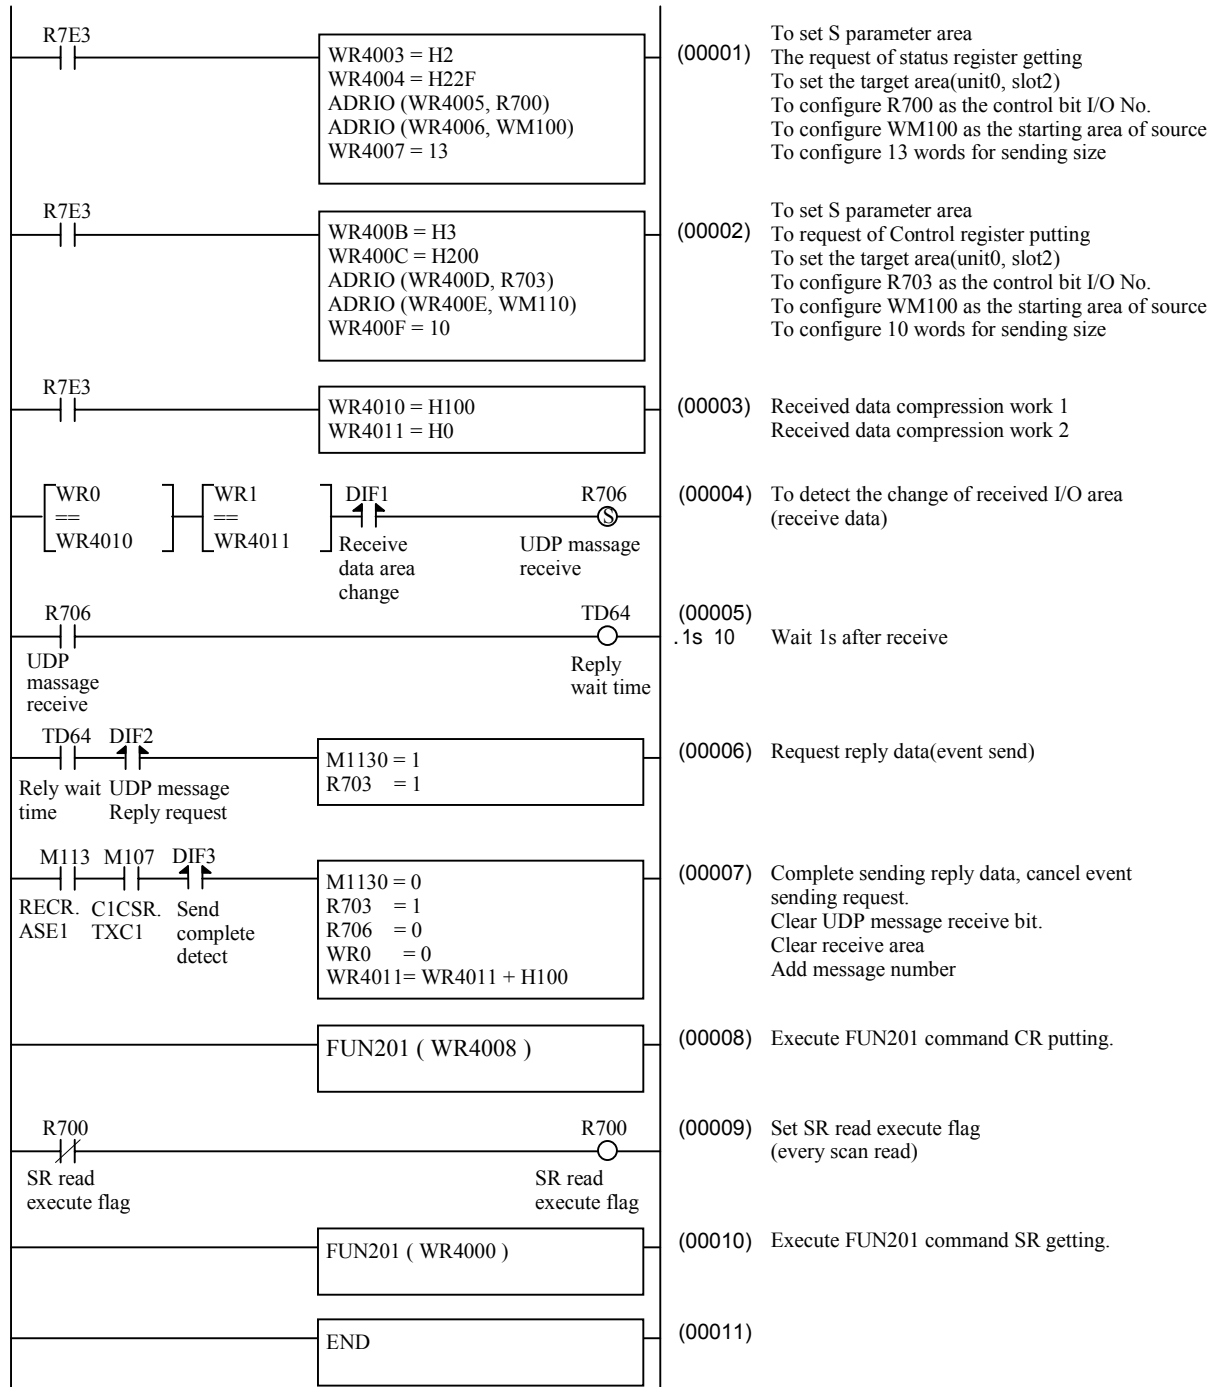 R7E3
WR4003 = H2
WR4004 = H22F
ADRIO (WR4005, R700)
ADRIO (WR4006, WM100)
WR4007 = 13
(00001)
To set S parameter area
The request of status register getting
To set the target area(unit0, slot2)
To configure R700 as the control bit I/O No.
To configure WM100 as the starting area of source
To configure 13 words for sending size
R7E3
WR400B = H3
WR400C = H200
ADRIO (WR400D, R703)
ADRIO (WR400E, WM110)
WR400F = 10
(00002)
To set S parameter area
To request of Control register putting
To set the target area(unit0, slot2)
To configure R703 as the control bit I/O No.
To configure WM100 as the starting area of source
To configure 10 words for sending size
R7E3
WR4010 = H100
WR4011 = H0
(00003)
Received data compression work 1
Received data compression work 2
WR0
==
WR4010
WR1
==
WR4011
DIF1
Receive
data area
change
R706
S
UDP massage
receive
(00004)
To detect the change of received I/O area
(receive data)
R706
UDP
massage
receive
TD64
Reply
wait time
(00005)
.1s 10
Wait 1s after receive
TD64
Rely wait
time
DIF2
UDP message
Reply request
M1130 = 1
R703 = 1
(00006)
Request reply data(event send)
M113
RECR.
ASE1
M107
C1CSR.
TXC1
DIF3
Send
complete
detect
M1130 = 0
R703 = 1
R706 = 0
WR0 = 0
WR4011= WR4011 + H100
(00007)
Complete sending reply data, cancel event
sending request.
Clear UDP message receive bit.
Clear receive area
Add message number
FUN201 ( WR4008 )
(00008)
Execute FUN201 command CR putting.
R700
SR read
execute flag
R700
SR read
execute flag
(00009)
Set SR read execute flag
(every scan read)
FUN201 ( WR4000 )
(00010)
Execute FUN201 command SR getting.
END
(00011)